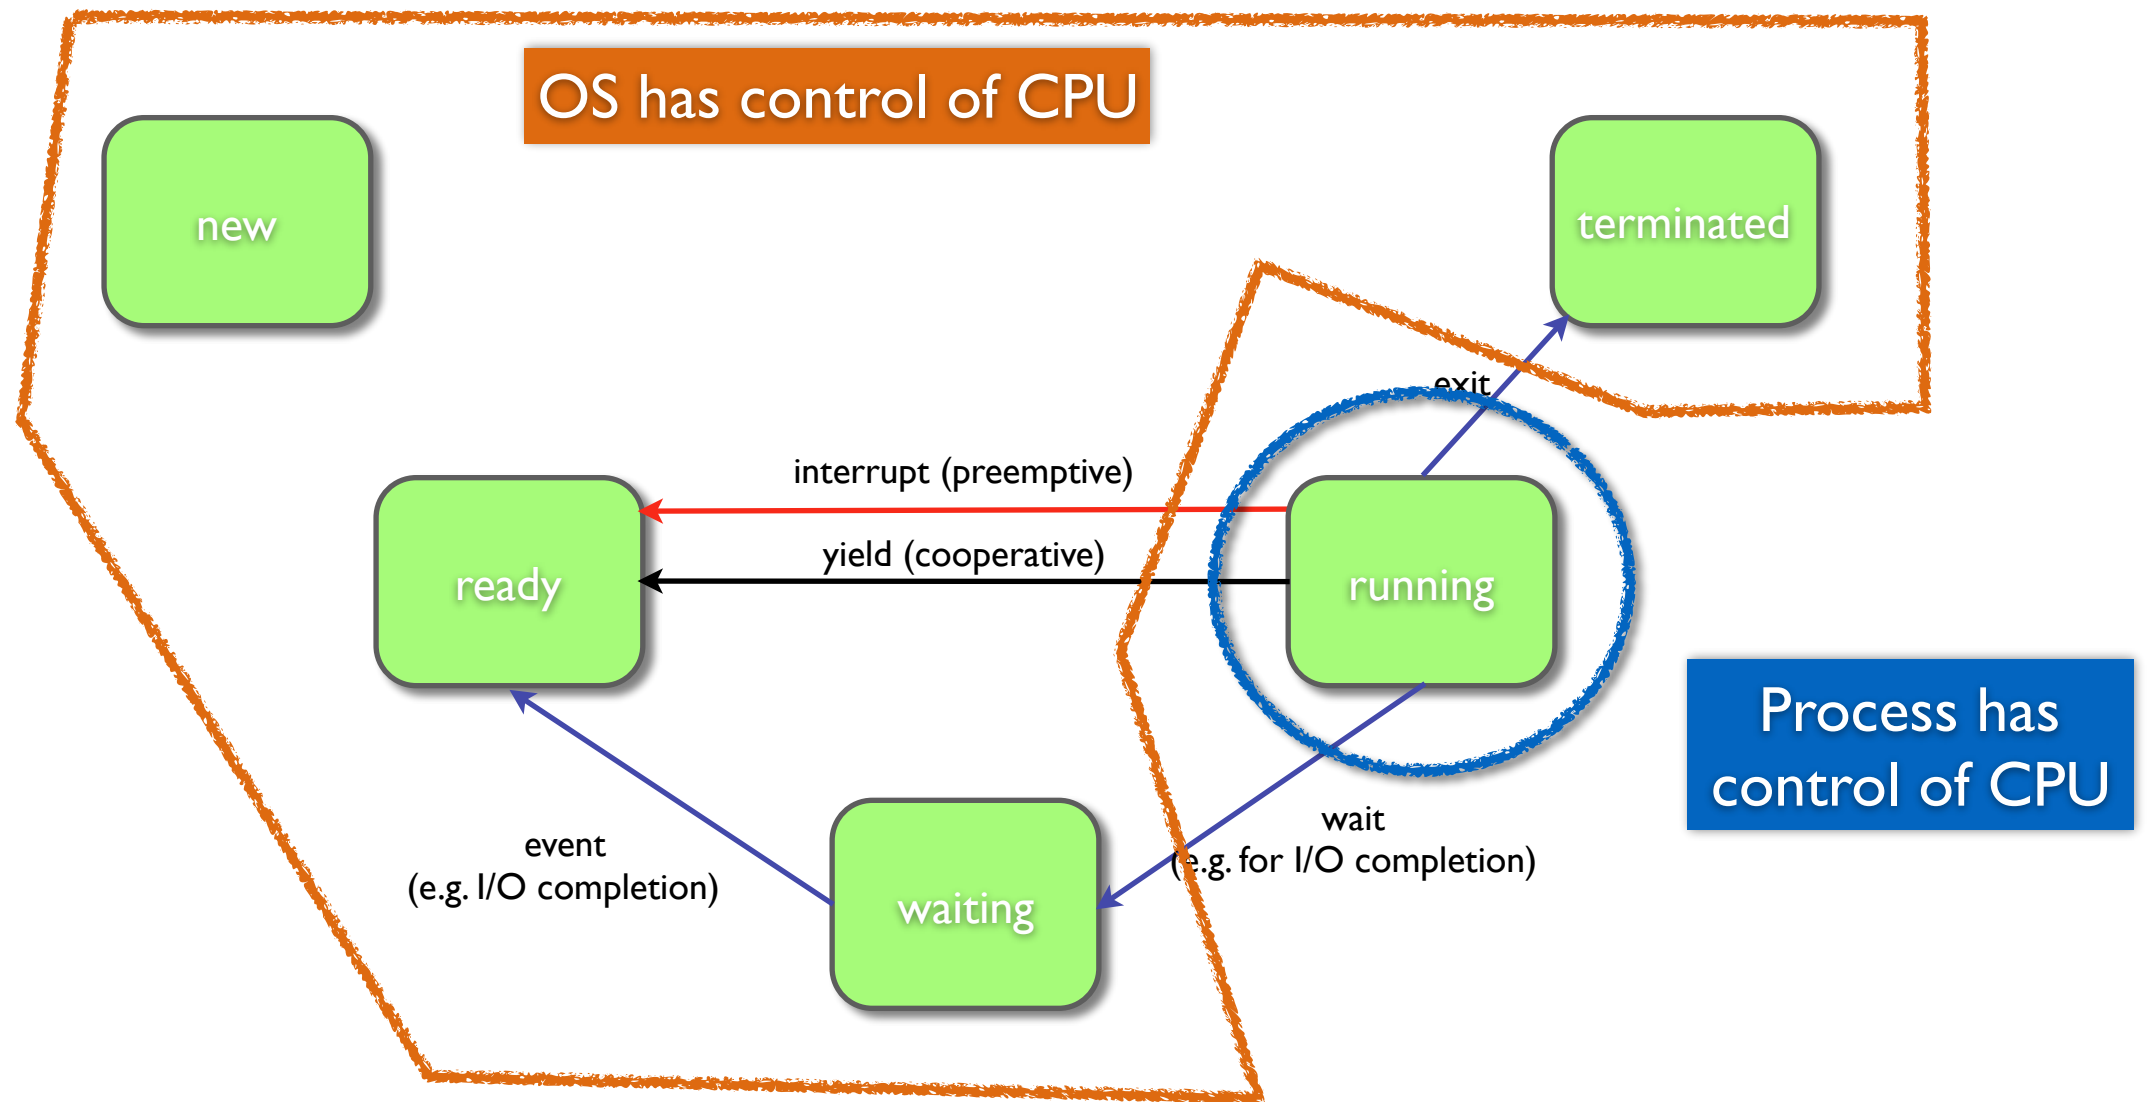 OS has control of CPU
new
terminated
exit
interrupt (preemptive)
yield (cooperative)
ready
running
Process has
control of CPU
wait
(e.g. for I/O completion)
event
(e.g. I/O completion)
waiting